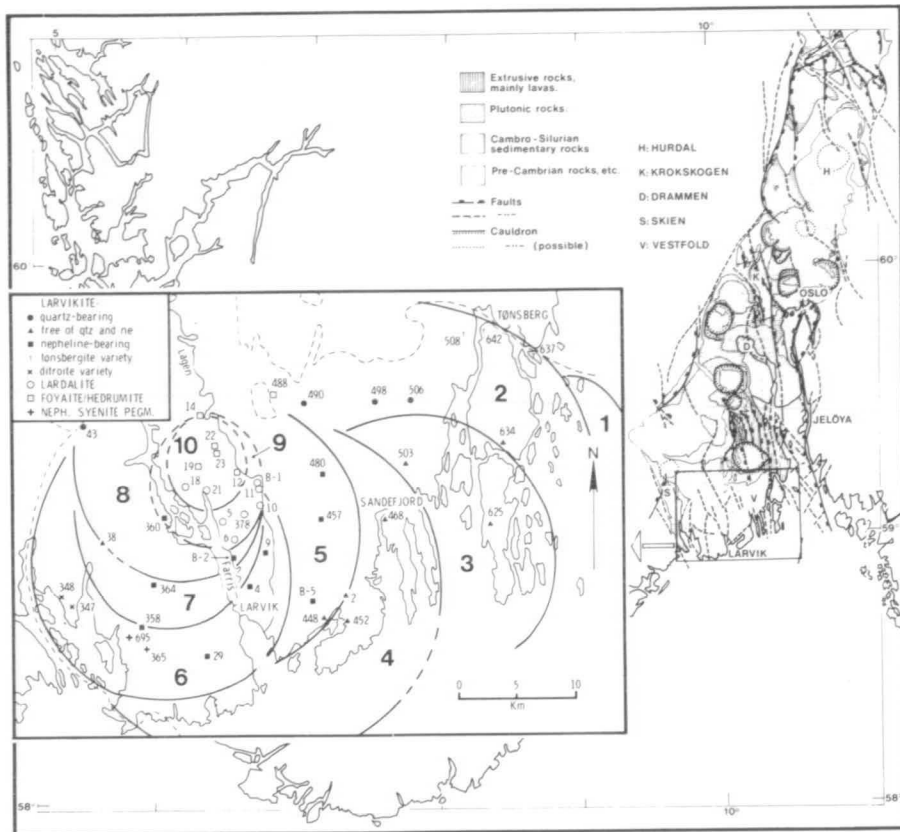 5
10°
Extrusive rocks, mainly lavas.
Plutonic rocks.
Cambro-Silurian sedimentary rocks
Pre-Cambrian rocks, etc.
Faults
Cauldron
(possible)
H: HURDAL
K: KROKSKOGEN
D: DRAMMEN
S: SKIEN
V: VESTFOLD
60
60°
H
K
OSLO
D
JELÖYA
S
V
59
LARVIK
58°
58°
10°
LARVIKITE-
quartz-bearing
free of qtz and ne
nepheline-bearing
tonsbergite variety
ditroite variety
LARDALITE
FOYAITE/HEDRUMITE
NEPH. SYENITE PEGM.
Lågen
TØNSBERG
508
642
637
488
490
498
506
2
1
14
43
10
9
22
23
19
18
21
12
B-1
11
10
480
503
634
N
8
360
5
378
6
457
SANDEFJORD
468
625
38
B-2
9
5
3
364
4
Farris
B-5
2
7
LARVIK
448
452
348
347
358
695
365
29
6
4
0 5 10
Km